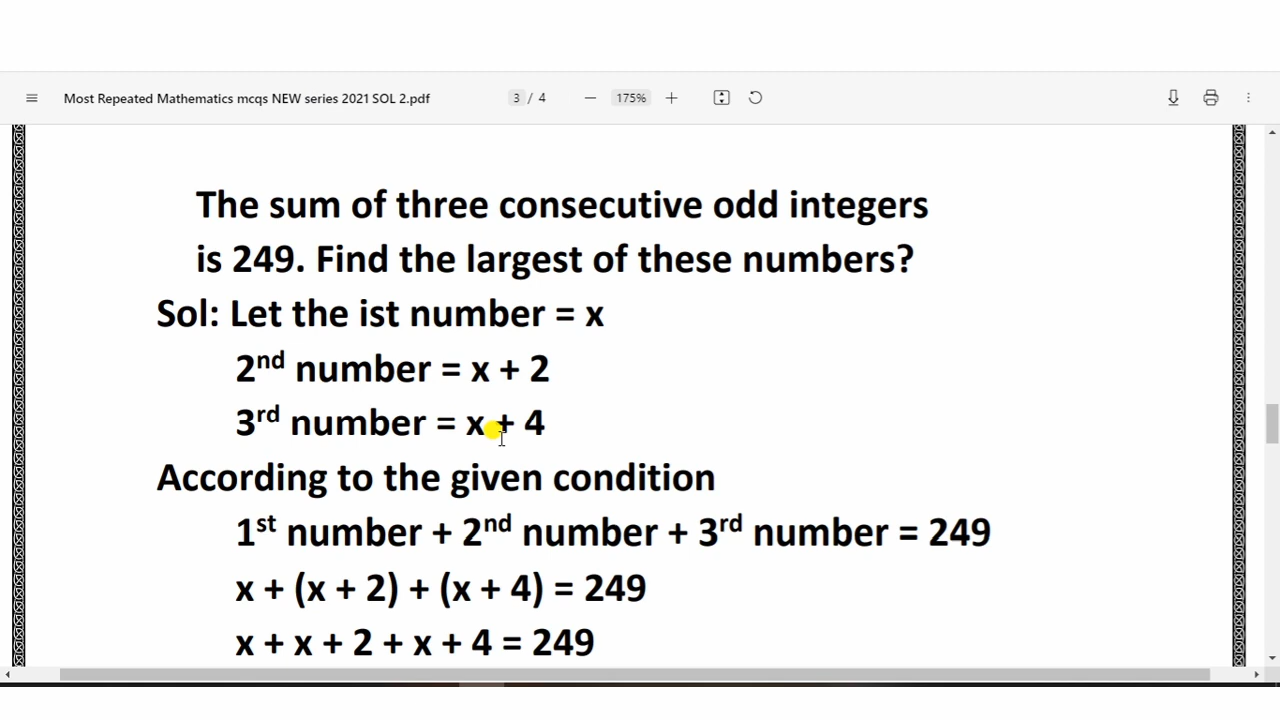 Most Repeated Mathematics mcqs NEW series 2021 SOL 2.pdf 3 / 4 175%
The sum of three consecutive odd integers
is 249. Find the largest of these numbers?
Sol: Let the ist number = x
2nd number = x + 2
3rd number = x + 4
According to the given condition
1st number + 2nd number + 3rd number = 249
x + (x + 2) + (x + 4) = 249
x + x + 2 + x + 4 = 249